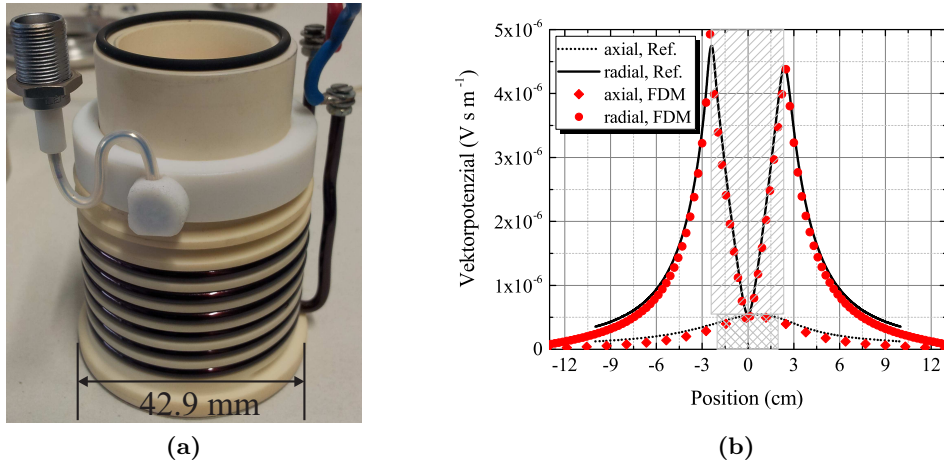 42.9 mm
(a)
axial, Ref.
radial, Ref.
axial, FDM
radial, FDM
Vektorpotenzial (V s m⁻¹)
5x10⁻⁶
4x10⁻⁶
3x10⁻⁶
2x10⁻⁶
1x10⁻⁶
0
-12 -9 -6 -3 0 3 6 9 12
Position (cm)
(b)